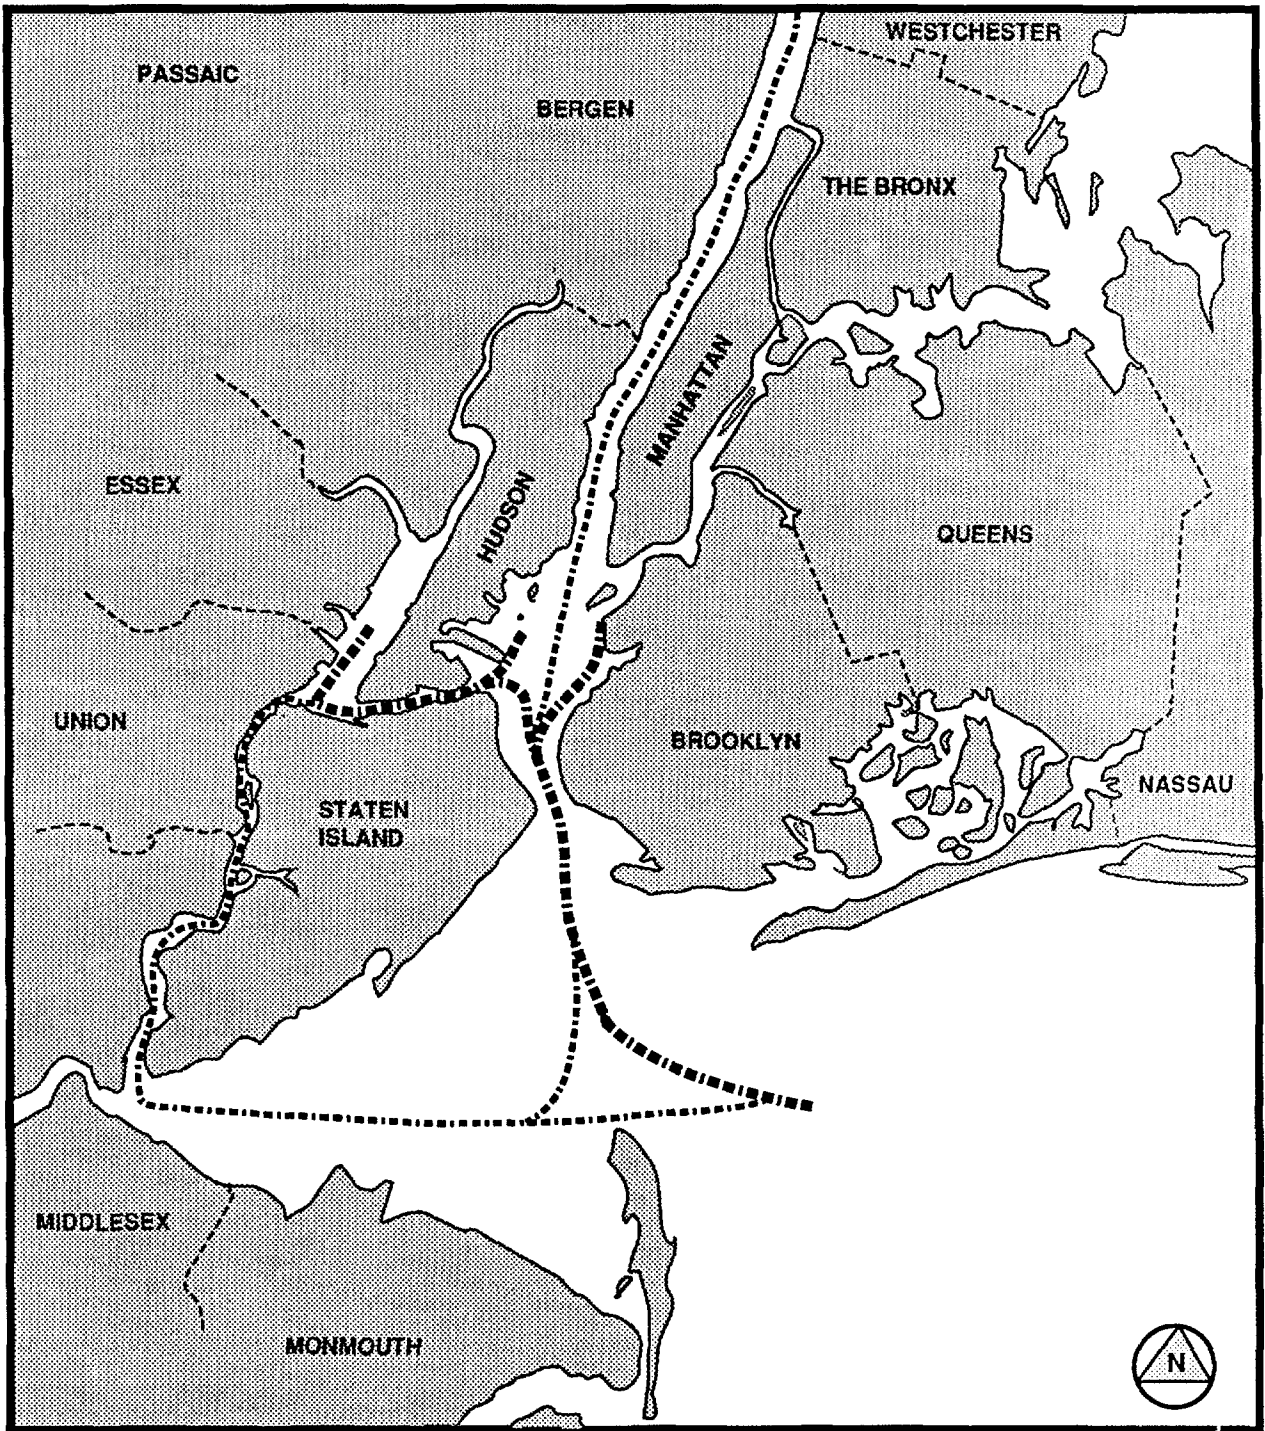 WESTCHESTER
PASSAIC
BERGEN
THE BRONX
MANHATTAN
ESSEX
HUDSON
QUEENS
UNION
BROOKLYN
NASSAU
STATEN
ISLAND
MIDDLESEX
MONMOUTH
N